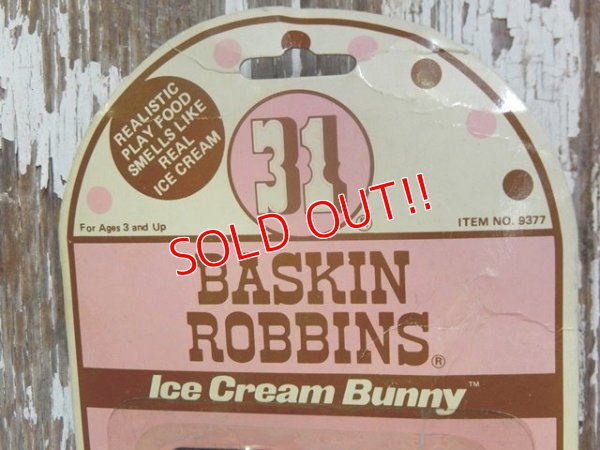 REALISTIC
PLAY FOOD
SMELLS LIKE
REAL
ICE CREAM
31®
For Ages 3 and Up
ITEM NO. 9377
SOLD OUT!!
BASKIN
ROBBINS®
Ice Cream Bunny™